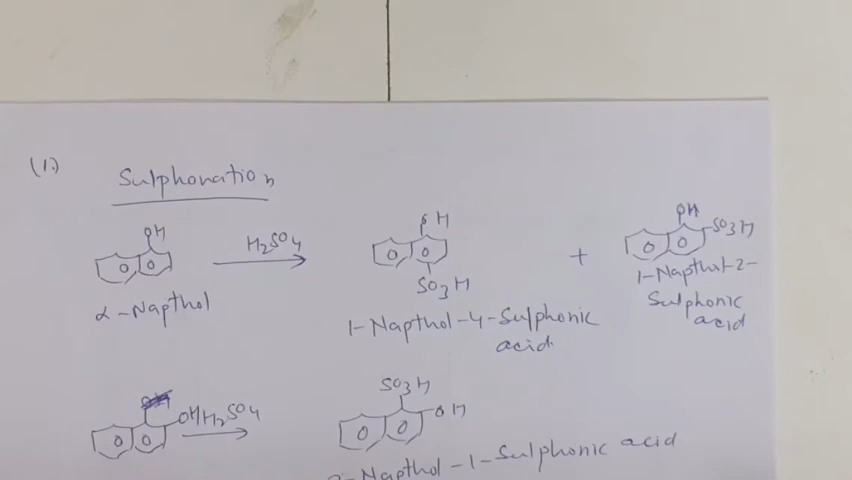 (1.)
Sulphonation
OH
H2SO4
OH
SO3H
+
OH
SO3H
α-Napthol
1-Napthol-4-Sulphonic
acid
1-Napthol-2-
Sulphonic
acid
OH H2SO4
SO3H
OH
2-Napthol-1-Sulphonic acid